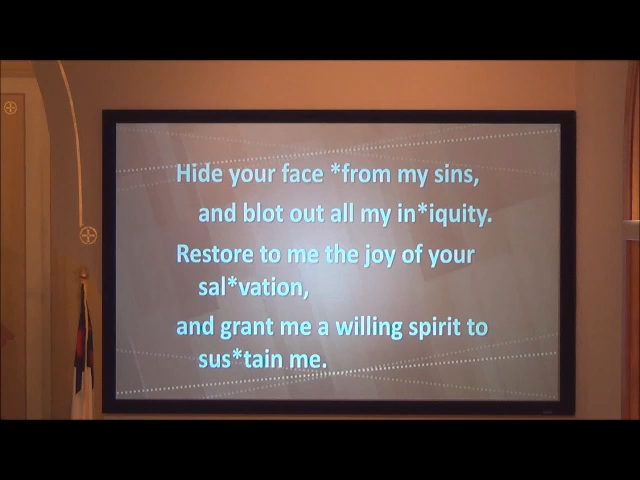 Hide your face *from my sins,
and blot out all my in*iquity.
Restore to me the joy of your
sal*vation,
and grant me a willing spirit to
sus*tain me.